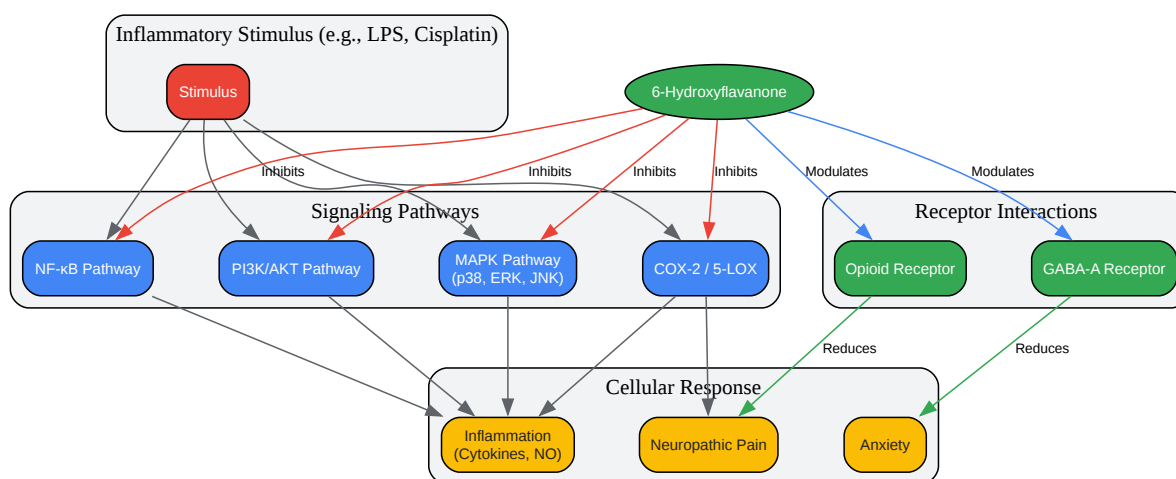 Inflammatory Stimulus (e.g., LPS, Cisplatin)
Stimulus
6-Hydroxyflavanone
Inhibits
Inhibits
Inhibits
Inhibits
Modulates
Modulates
Signaling Pathways
Receptor Interactions
NF-κB Pathway
PI3K/AKT Pathway
MAPK Pathway
(p38, ERK, JNK)
COX-2 / 5-LOX
Opioid Receptor
GABA-A Receptor
Reduces
Reduces
Cellular Response
Inflammation
(Cytokines, NO)
Neuropathic Pain
Anxiety